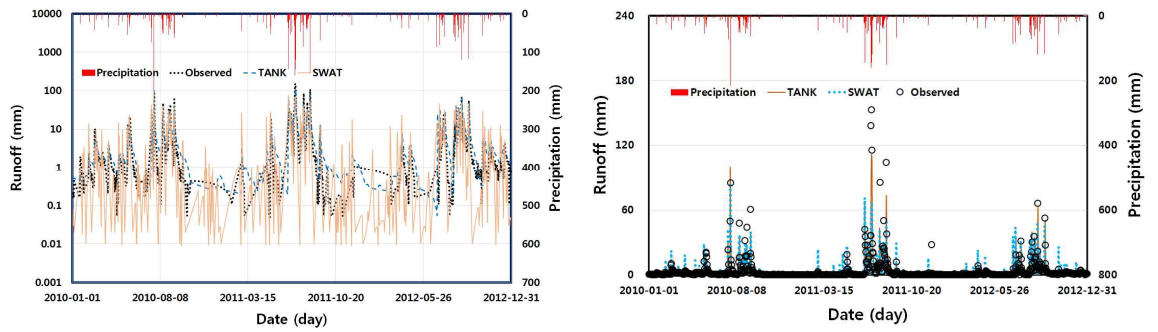 10000
1000
100
10
1
0.1
0.01
0.001
Runoff (mm)
0
100
200
300
400
500
600
700
Precipitation (mm)
Precipitation Observed TANK SWAT
2010-01-01 2010-08-08 2011-03-15 2011-10-20 2012-05-26 2012-12-31
Date (day)
240
180
120
60
0
Runoff (mm)
0
200
400
600
800
Precipitation (mm)
Precipitation TANK SWAT Observed
2010-01-01 2010-08-08 2011-03-15 2011-10-20 2012-05-26 2012-12-31
Date (day)